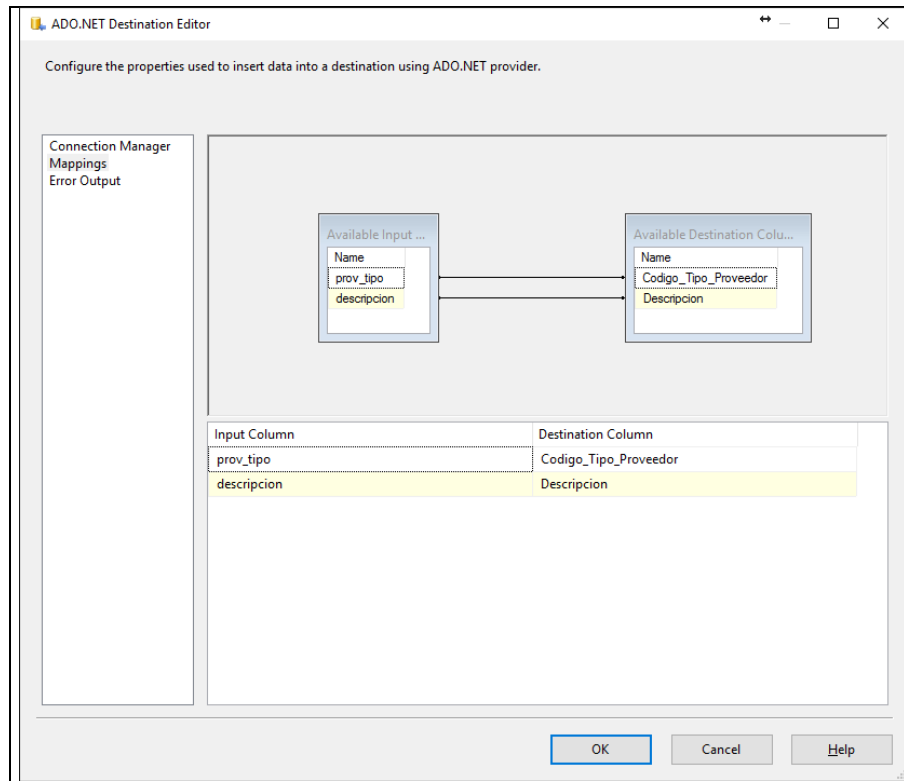 ADO.NET Destination Editor
Configure the properties used to insert data into a destination using ADO.NET provider.
Connection Manager
Mappings
Error Output
Available Input ...
Name
prov_tipo
descripcion
Available Destination Colu...
Name
Codigo_Tipo_Proveedor
Descripcion
Input Column Destination Column
prov_tipo Codigo_Tipo_Proveedor
descripcion Descripcion
OK Cancel Help